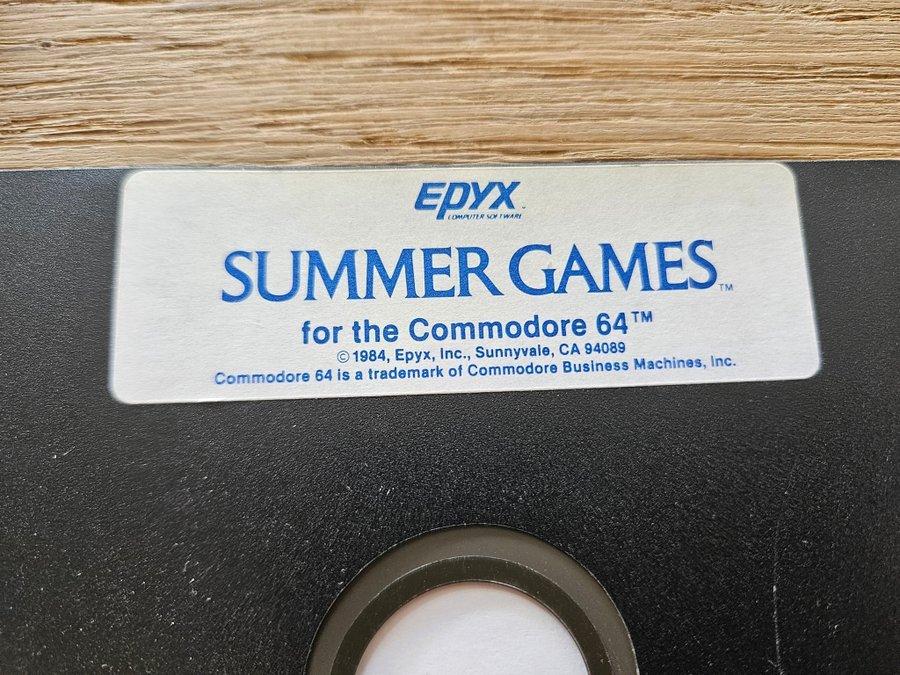 EPYX™
COMPUTER SOFTWARE
SUMMER GAMES™
for the Commodore 64™
©1984, Epyx, Inc., Sunnyvale, CA 94089
Commodore 64 is a trademark of Commodore Business Machines, Inc.